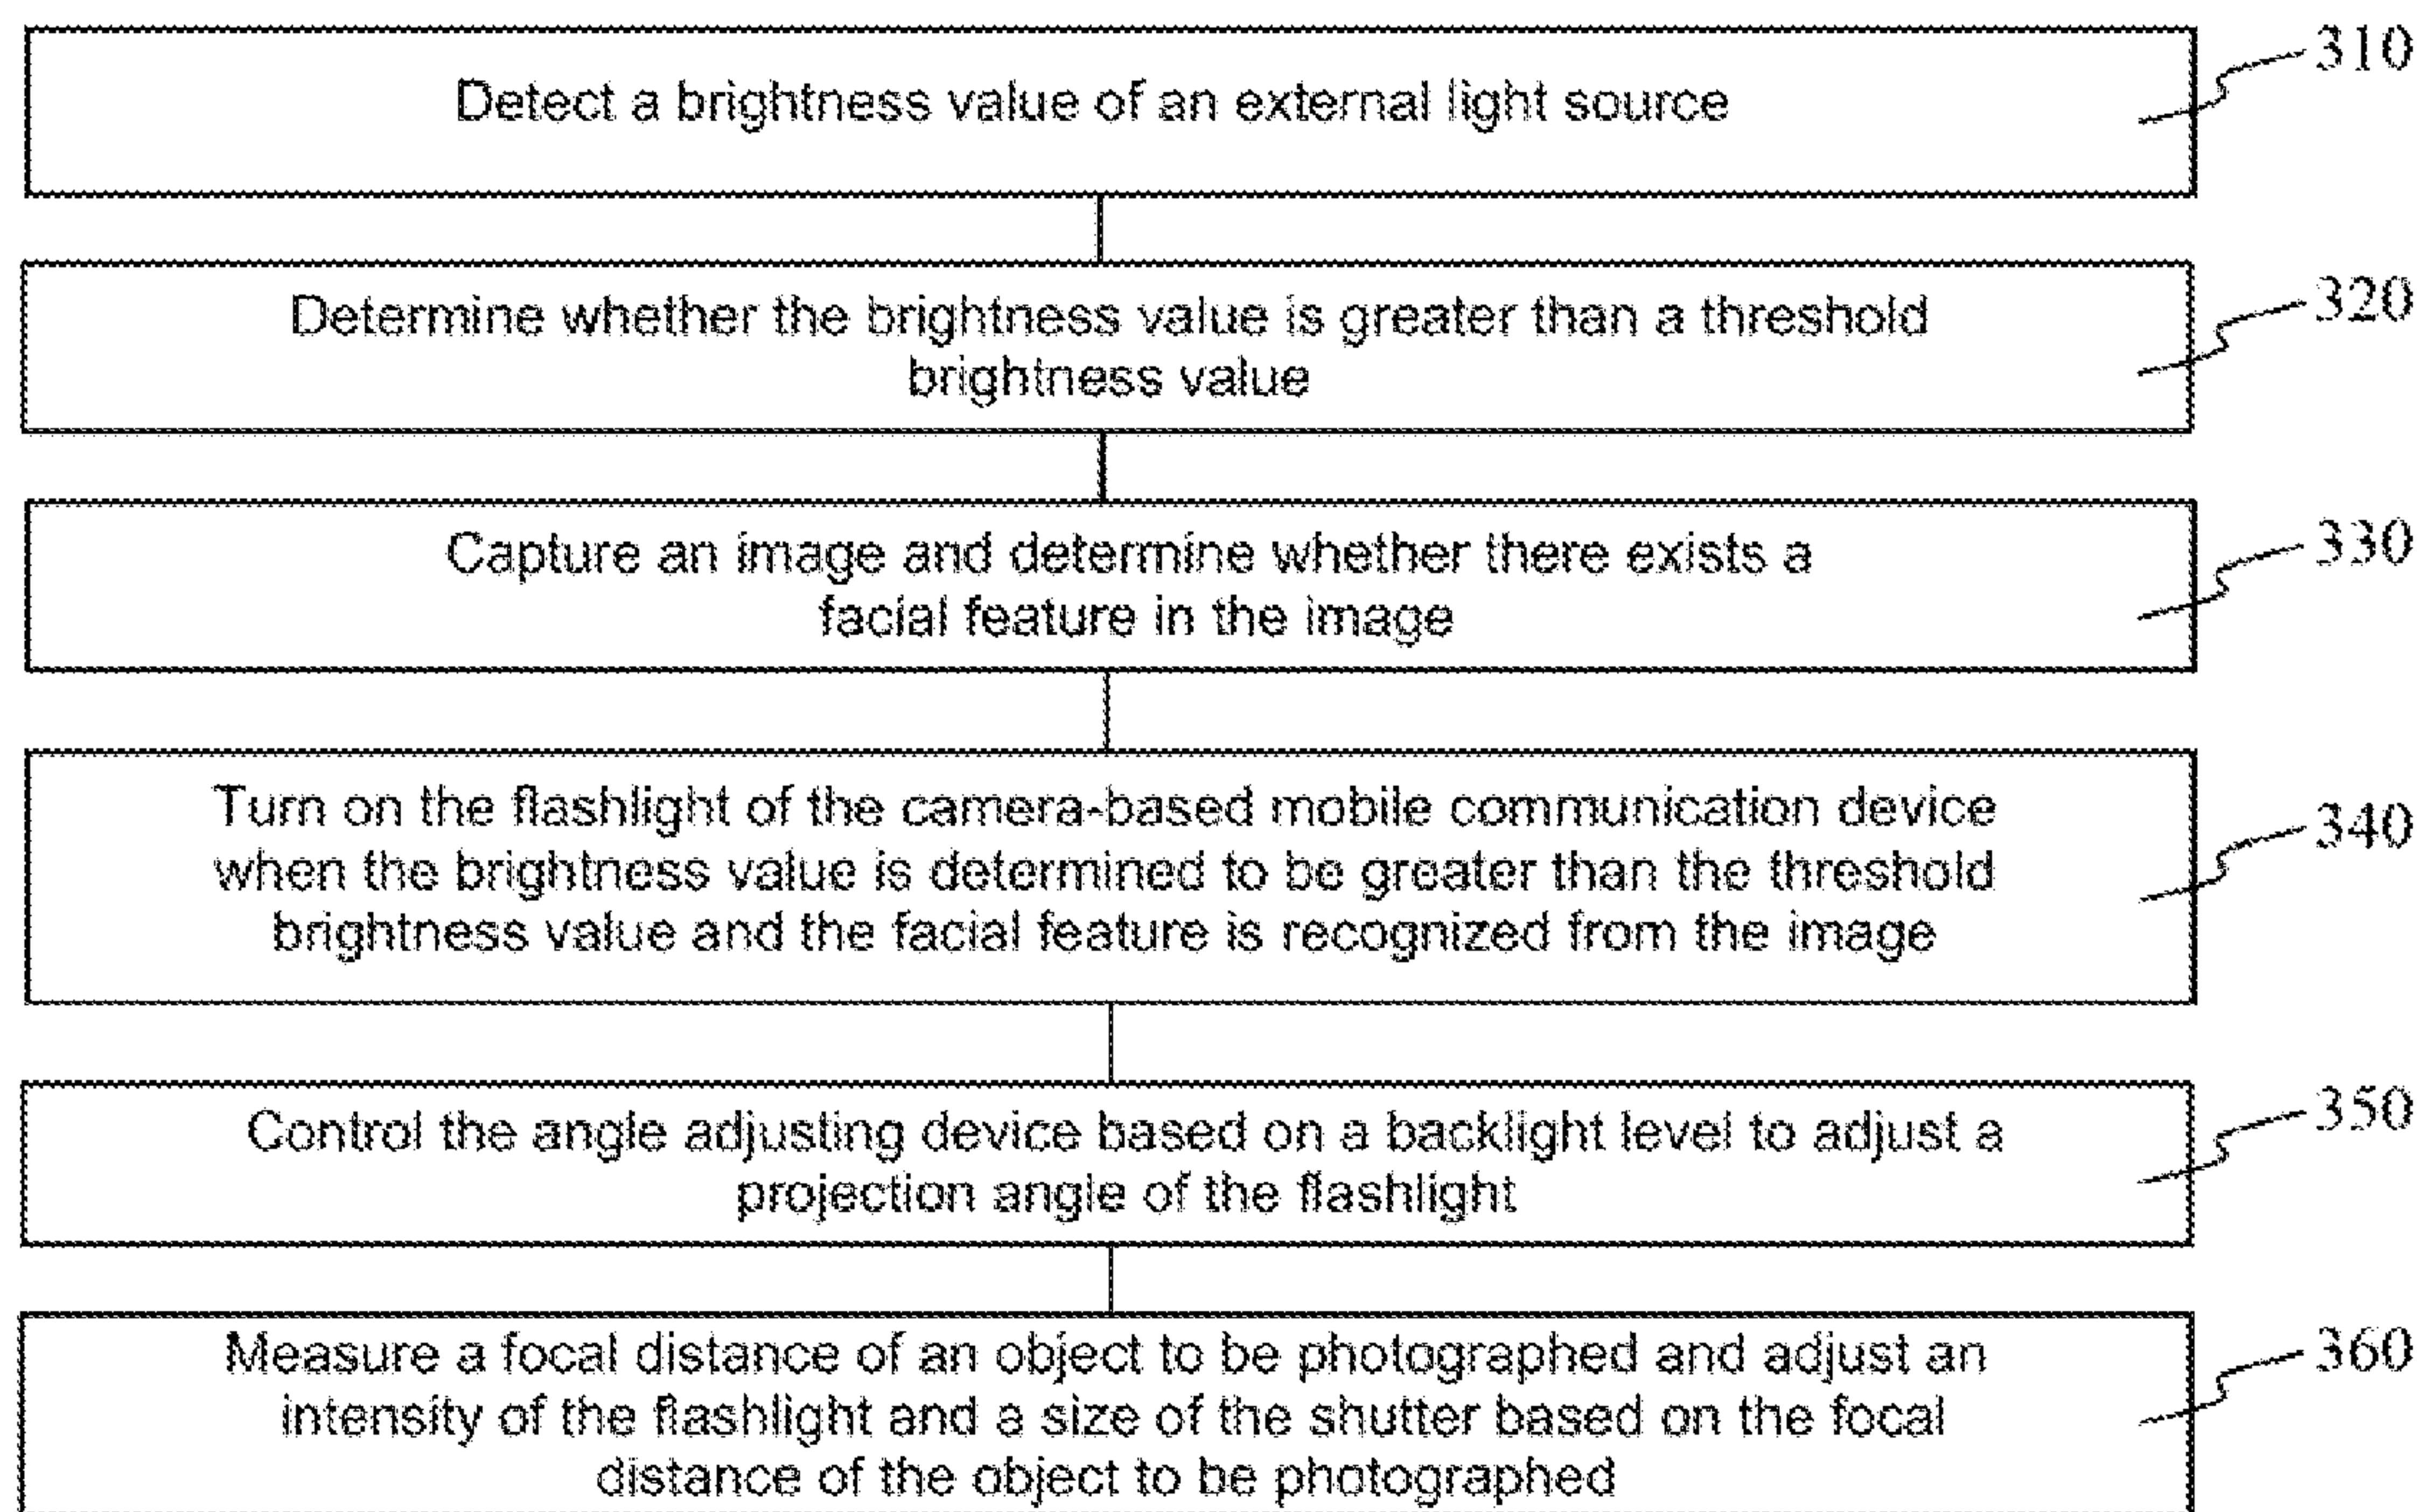 Detect a brightness value of an external light source
310
Determine whether the brightness value is greater than a threshold
brightness value
320
Capture an image and determine whether there exists a
facial feature in the image
330
Turn on the flashlight of the camera-based mobile communication device
when the brightness value is determined to be greater than the threshold
brightness value and the facial feature is recognized from the image
340
Control the angle adjusting device based on a backlight level to adjust a
projection angle of the flashlight
350
Measure a focal distance of an object to be photographed and adjust an
intensity of the flashlight and a size of the shutter based on the focal
distance of the object to be photographed
360